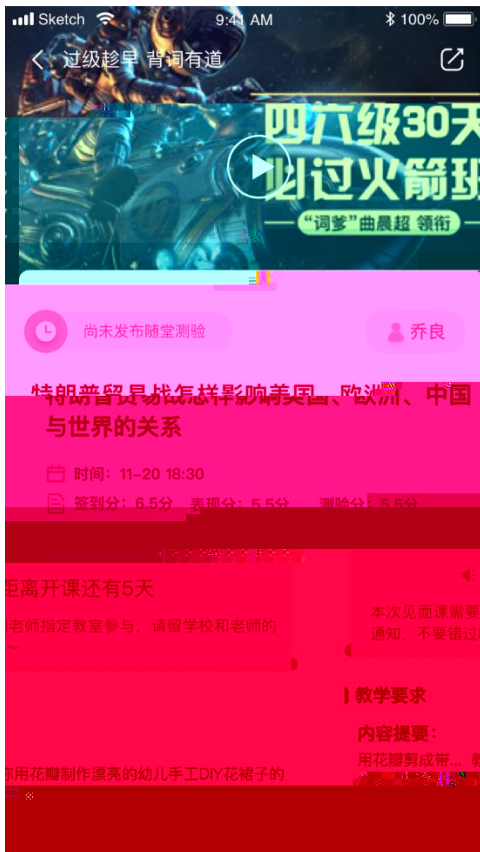 Sketch 9:41 AM 100%
过级趁早 背词有道
四六级30天
必过火箭班
“词爹”曲晨超 领衔
尚未发布随堂测验
乔良
特朗普贸易战怎样影响美国、欧洲、中国
与世界的关系
时间：11-20 18:30
签到分：6.5分 表现分：5.5分 测验分：5.5分
距离开课还有5天
老师指定教室参与，请留学校和老师的
～
本次见面课需要
通知，不要错过
教学要求
内容提要：
用花瓣剪成带...
你用花瓣制作漂亮的幼儿手工DIY花裙子的